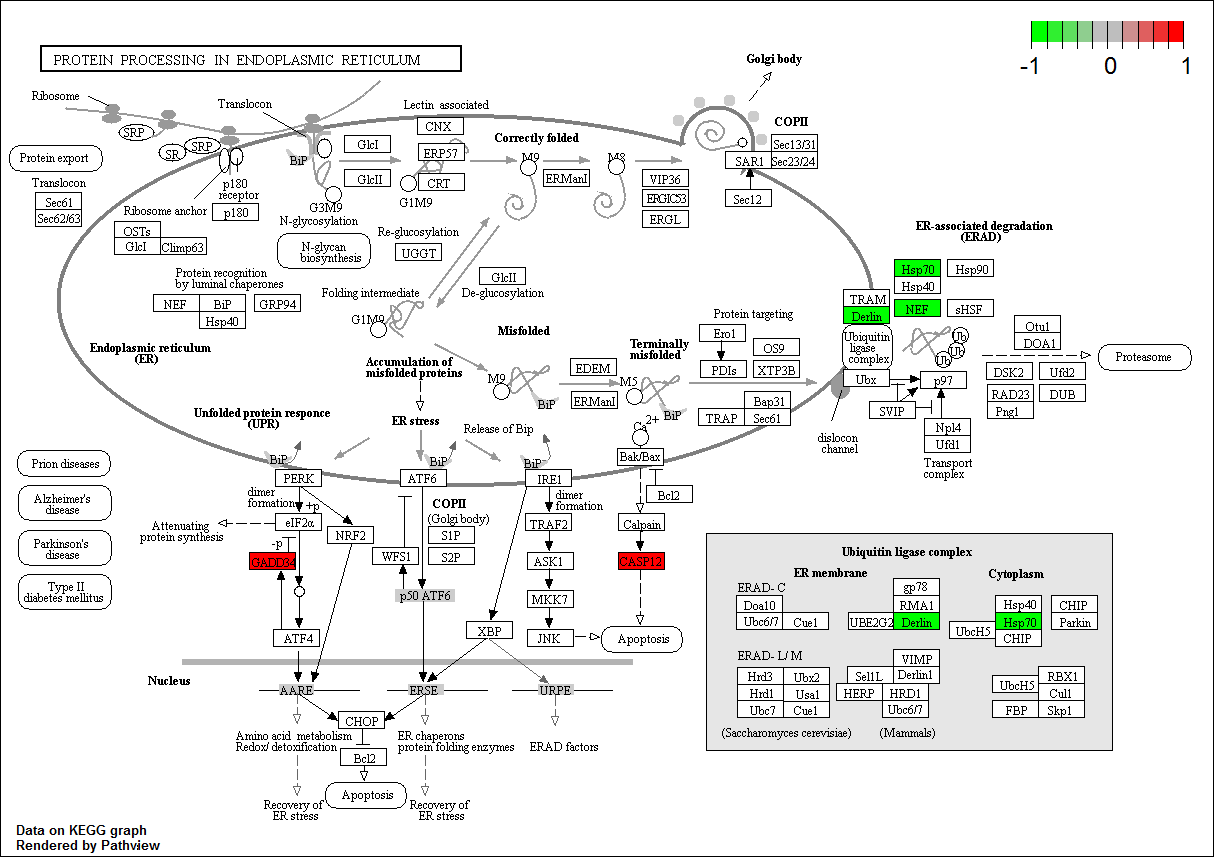 PROTEIN PROCESSING IN ENDOPLASMIC RETICULUM
-1 0 1
Golgi body
Ribosome
Translocon
Lectin associated
SRP
SRP
SR
Protein export
Translocon
Sec61
Sec62/63
Ribosome anchor
OSTs
GlcI
Climp63
p180
receptor
p180
BiP
GlcI
GlcII
G3M9
N-glycosylation
N-glycan
biosynthesis
CNX
ERP57
CRT
G1M9
Correctly folded
M9
ERManI
M8
VIP36
ERGIC53
ERGL
COPII
Sec13/31
SAR1
Sec23/24
Sec12
Re-glucosylation
UGGT
GlcII
De-glucosylation
Protein recognition
by luminal chaperones
NEF
BiP
GRP94
Hsp40
Folding intermediate
G1M9
Endoplasmic reticulum
(ER)
Misfolded
Accumulation of
misfolded proteins
M9
BiP
EDEM
ERManI
Terminally
misfolded
M5
BiP
Protein targeting
Ero1
PDIs
OS9
XTP3B
Bap31
TRAP
Sec61
ER-associated degradation
(ERAD)
Hsp70
Hsp90
Hsp40
NEF
sHSF
TRAM
Derlin
Ubiquitin
ligase
complex
Ub
Ub
Ub
Otu1
DOA1
Proteasome
Ubx
p97
SVIP
DSK2
Ufd2
RAD23
DUB
Png1
Npl4
Ufd1
Transport
complex
dislocon
channel
Unfolded protein responce
(UPR)
ER stress
Release of Bip
BiP
BiP
BiP
PERK
ATF6
IRE1
Ca2+
Bak/Bax
Bcl2
Calpain
CASP12
Apoptosis
Prion diseases
Alzheimer's
disease
Parkinson's
disease
Type II
diabetes mellitus
dimer
formation
+p
eIF2α
-p
Attenuating
protein synthesis
GADD34
NRF2
ATF4
COPII
(Golgi body)
S1P
S2P
WFS1
p50 ATF6
dimer
formation
TRAF2
ASK1
MKK7
JNK
XBP
Nucleus
AARE
ERSE
URPE
CHOP
Bcl2
Apoptosis
Amino acid metabolism
Redox/ detoxification
ER chaperons
protein folding enzymes
ERAD factors
Recovery of
ER stress
Recovery of
ER stress
Ubiquitin ligase complex
ER membrane
Cytoplasm
ERAD- C
Doa10
Ubc6/7
Cue1
gp78
RMA1
UBE2G2
Derlin
Hsp40
Hsp70
UbcH5
CHIP
CHIP
Parkin
ERAD- L/ M
Hrd3
Ubx2
Hrd1
Usa1
Ubc7
Cue1
VIMP
Sel1L
Derlin1
HERP
HRD1
Ubc6/7
RBX1
UbcH5
Cul1
FBP
Skp1
(Saccharomyces cerevisiae)
(Mammals)
Data on KEGG graph
Rendered by Pathview